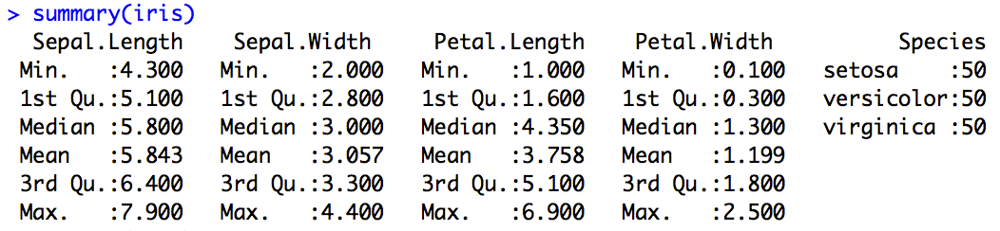 > summary(iris)
  Sepal.Length    Sepal.Width     Petal.Length    Petal.Width          Species
 Min.   :4.300   Min.   :2.000   Min.   :1.000   Min.   :0.100   setosa    :50
 1st Qu.:5.100   1st Qu.:2.800   1st Qu.:1.600   1st Qu.:0.300   versicolor:50
 Median :5.800   Median :3.000   Median :4.350   Median :1.300   virginica :50
 Mean   :5.843   Mean   :3.057   Mean   :3.758   Mean   :1.199
 3rd Qu.:6.400   3rd Qu.:3.300   3rd Qu.:5.100   3rd Qu.:1.800
 Max.   :7.900   Max.   :4.400   Max.   :6.900   Max.   :2.500